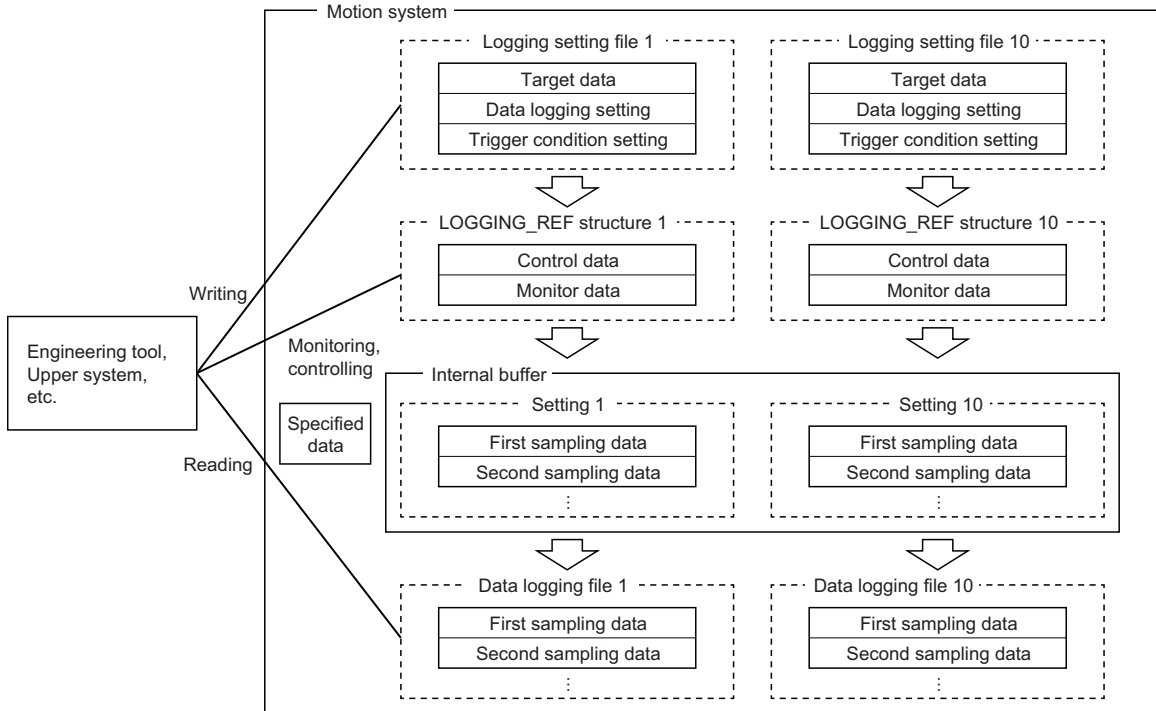 Motion system
Logging setting file 1
Logging setting file 10
Target data
Target data
Data logging setting
Data logging setting
Trigger condition setting
Trigger condition setting
LOGGING_REF structure 1
LOGGING_REF structure 10
Control data
Control data
Monitor data
Monitor data
Writing
Engineering tool,
Upper system,
etc.
Monitoring,
controlling
Internal buffer
Specified
data
Setting 1
Setting 10
First sampling data
First sampling data
Second sampling data
Second sampling data
⋮
⋮
Reading
Data logging file 1
Data logging file 10
First sampling data
First sampling data
Second sampling data
Second sampling data
⋮
⋮